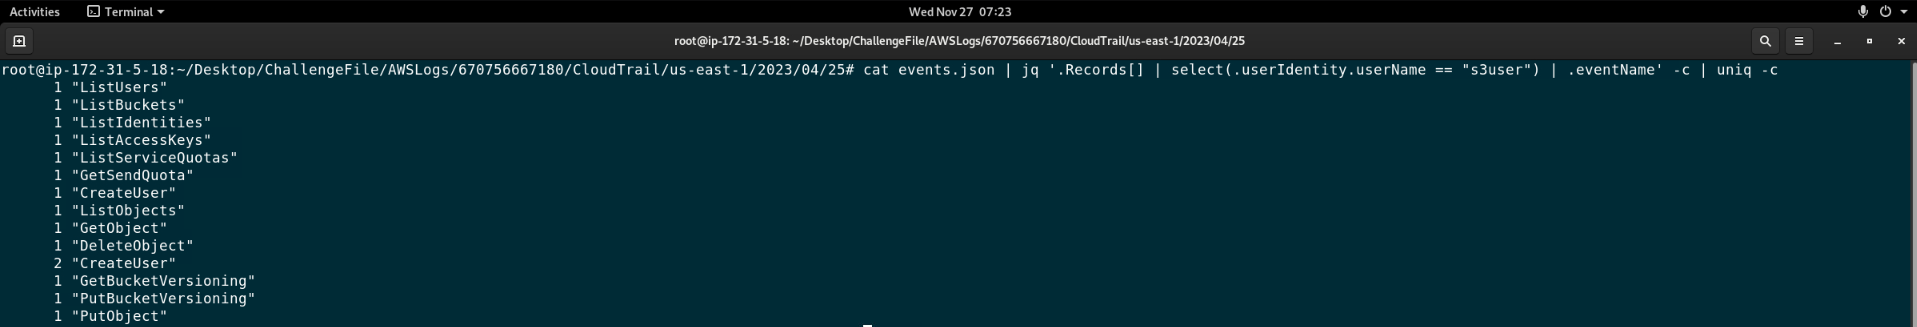 Activities Terminal Wed Nov 27 07:23
root@ip-172-31-5-18: ~/Desktop/ChallengeFile/AWSLogs/670756667180/CloudTrail/us-east-1/2023/04/25
root@ip-172-31-5-18:~/Desktop/ChallengeFile/AWSLogs/670756667180/CloudTrail/us-east-1/2023/04/25# cat events.json | jq '.Records[] | select(.userIdentity.userName == "s3user") | .eventName' -c | uniq -c
1 "ListUsers"
1 "ListBuckets"
1 "ListIdentities"
1 "ListAccessKeys"
1 "ListServiceQuotas"
1 "GetSendQuota"
1 "CreateUser"
1 "ListObjects"
1 "GetObject"
1 "DeleteObject"
2 "CreateUser"
1 "GetBucketVersioning"
1 "PutBucketVersioning"
1 "PutObject"